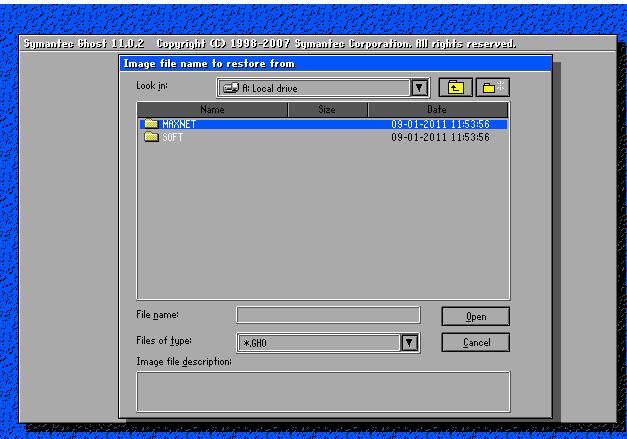 Symantec Ghost 11.0.2 Copyright (C) 1998-2007 Symantec Corporation. All rights reserved.
Image file name to restore from
Look in: A: Local drive
Name Size Date
MAXNET 09-01-2011 11:53:56
SOFT 09-01-2011 11:53:56
File name: Open
Files of type: *.GHO Cancel
Image file description: